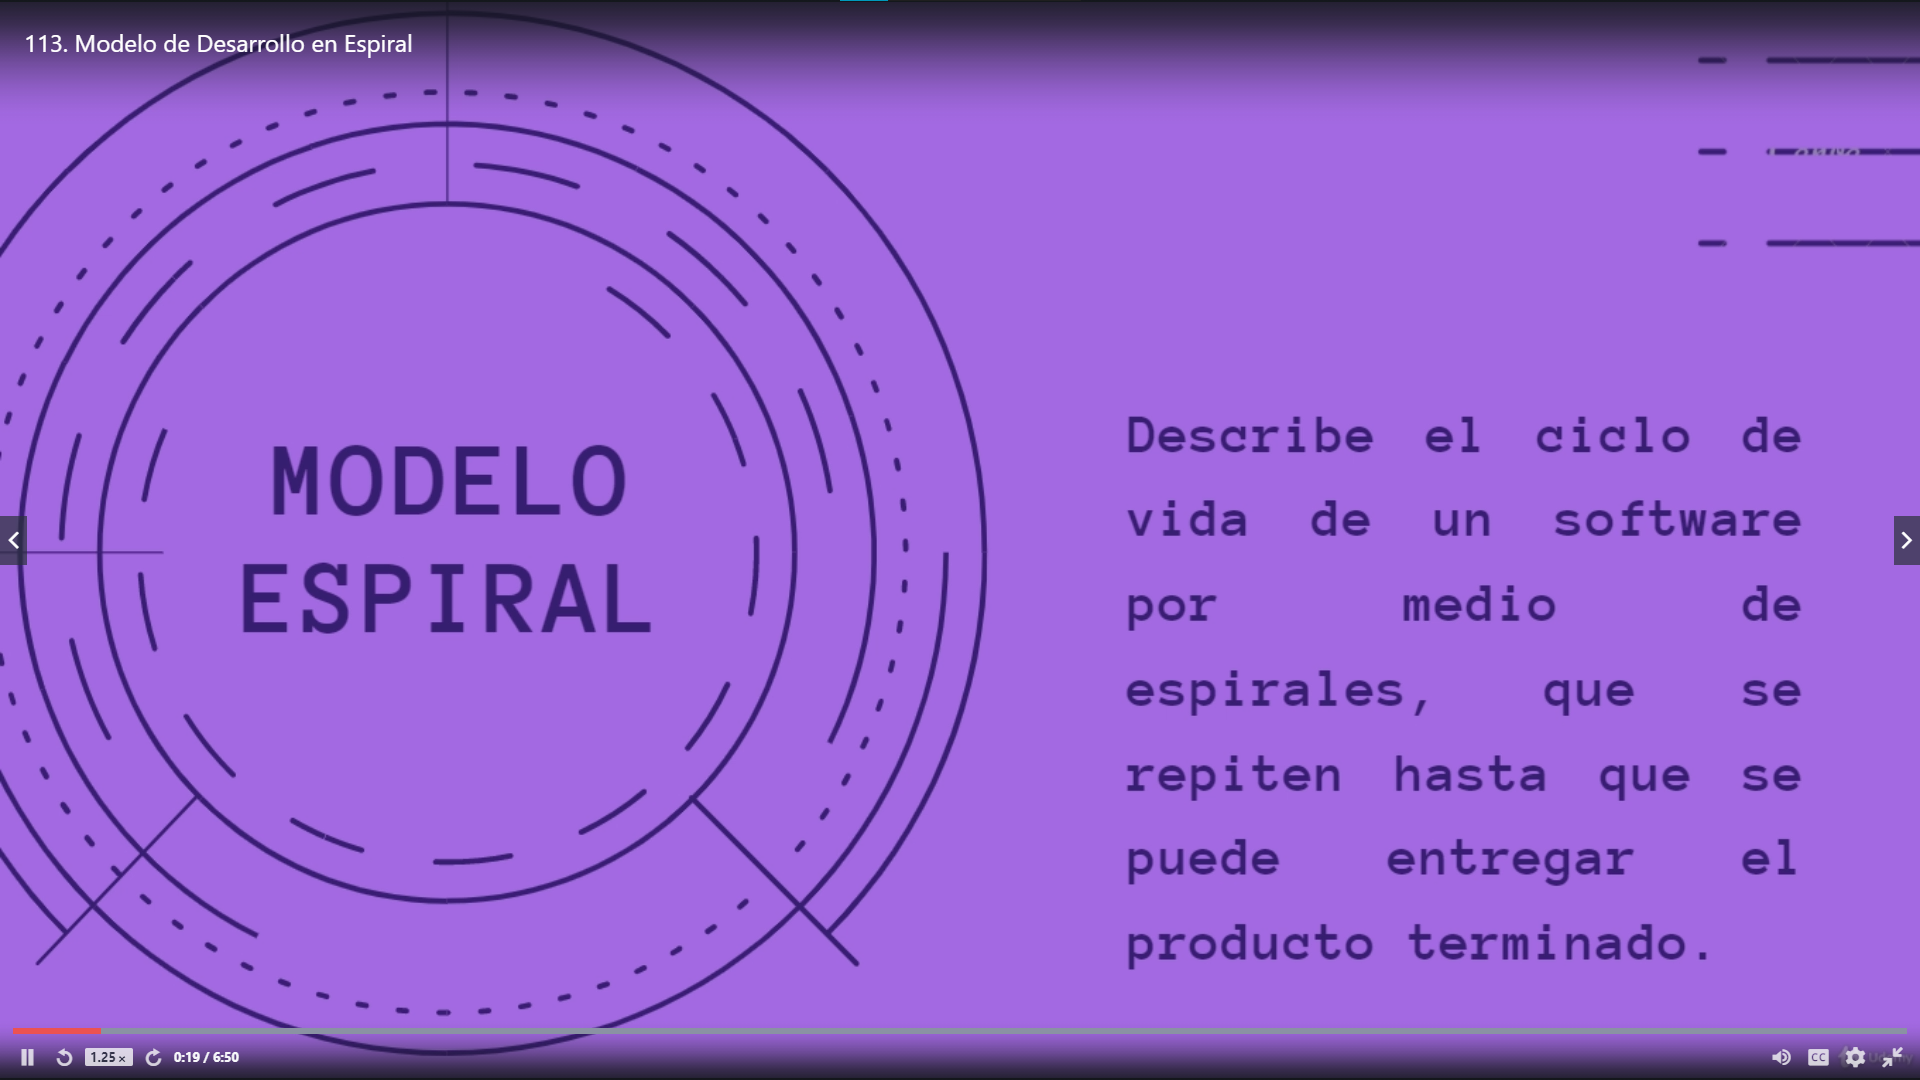 113. Modelo de Desarrollo en Espiral
MODELO
ESPIRAL
Describe el ciclo de
vida de un software
por medio de
espirales, que se
repiten hasta que se
puede entregar el
producto terminado.
1.25×
0:19 / 6:50
CC